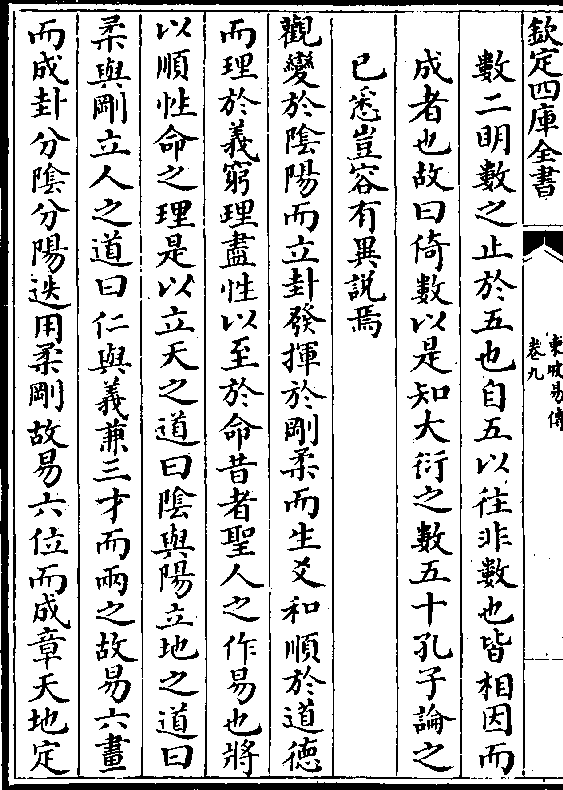 欽定四庫全書
東坡易傳
卷九
數二明數之止於五也自五以往非數也皆相因而
成者也故曰倚數以是知大衍之數五十孔子論之
已悉豈容有異說焉
觀變於陰陽而立卦發揮於剛柔而生爻和順於道德
而理於義窮理盡性以至於命昔者聖人之作易也將
以順性命之理是以立天之道曰陰與陽立地之道曰
柔與剛立人之道曰仁與義兼三才而兩之故易六畫
而成卦分陰分陽迭用柔剛故易六位而成章天地定